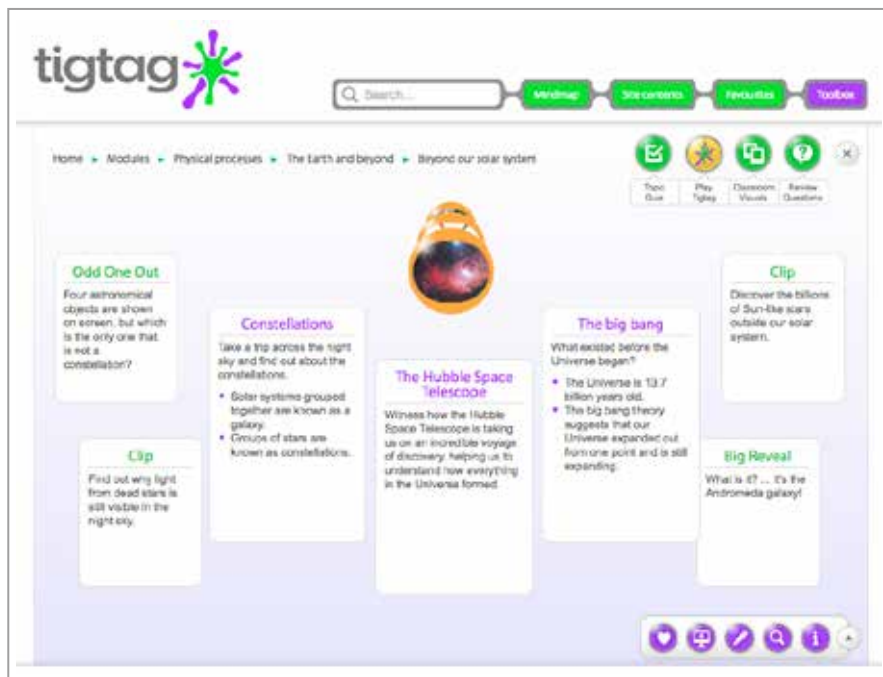 tigtag
Search...
Mindmap
Site contents
Favourites
Toolbox
Home ▸ Modules ▸ Physical processes ▸ The Earth and beyond ▸ Beyond our solar system
Topic
Quiz
Play
Tigtag
Classroom
Visuals
Review
Questions
Odd One Out
Four astronomical
objects are shown
on screen, but which
is the only one that
is not a
constellation?
Clip
Find out why light
from dead stars is
still visible in the
night sky.
Constellations
Take a trip across the night
sky and find out about the
constellations.
• Solar systems grouped
together are known as a
galaxy.
• Groups of stars are
known as constellations.
The Hubble Space
Telescope
Witness how the Hubble
Space Telescope is taking
us on an incredible voyage
of discovery, helping us to
understand how everything
in the Universe formed.
The big bang
What existed before the
Universe began?
• The Universe is 13.7
billion years old.
• The big bang theory
suggests that our
Universe expanded out
from one point and is still
expanding.
Clip
Discover the billions
of Sun-like stars
outside our solar
system.
Big Reveal
What is it? ... It's the
Andromeda galaxy!